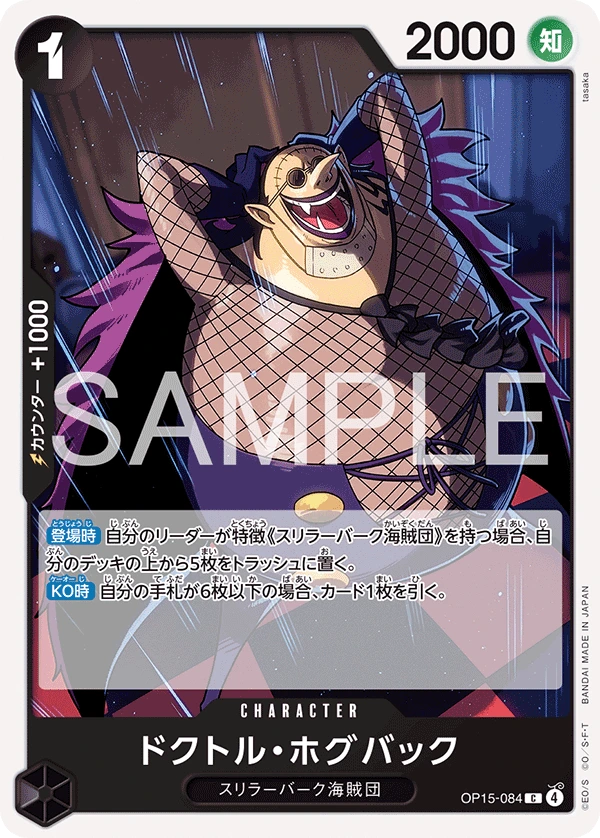 1
2000
知
tasaka
カウンター +1000
SAMPLE
登場時 自分のリーダーが特徴《スリラーバーク海賊団》を持つ場合、自
分のデッキの上から5枚をトラッシュに置く。
KO時 自分の手札が6枚以下の場合、カード1枚を引く。
CHARACTER
ドクトル・ホグバック
スリラーバーク海賊団
OP15-084 C 4
©E.O/S ©O/S・F・T BANDAI MADE IN JAPAN